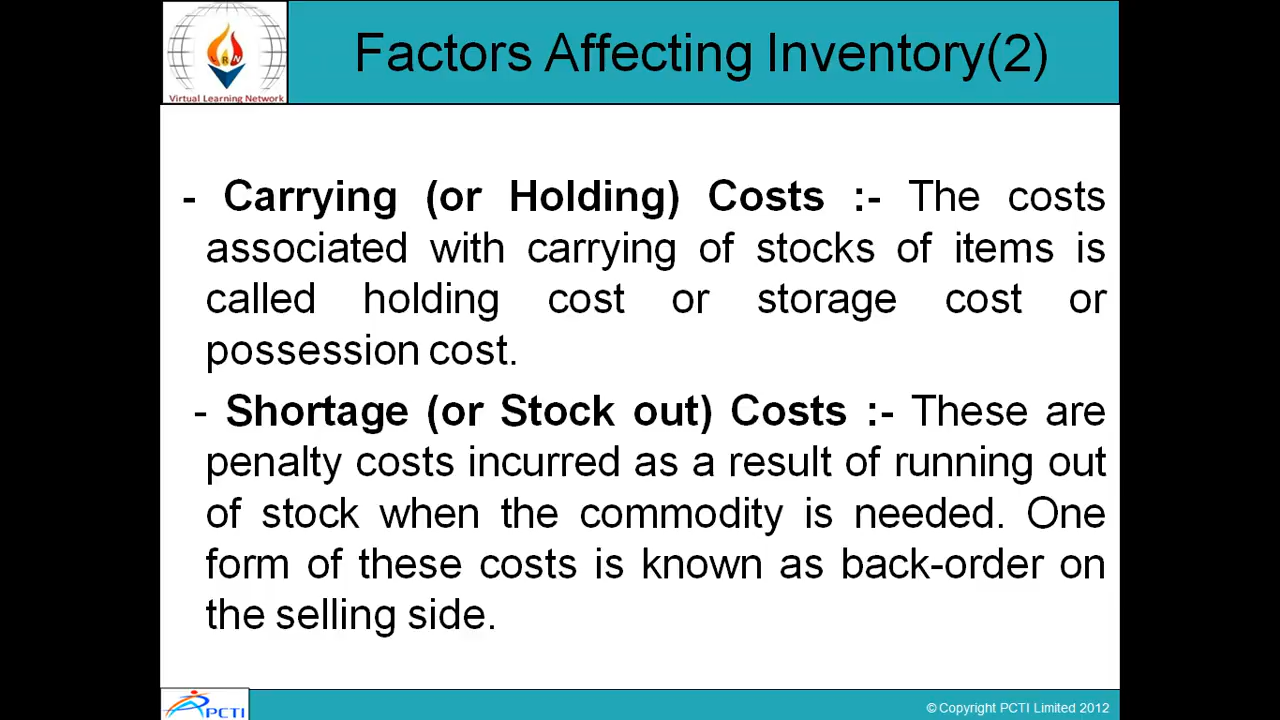 Factors Affecting Inventory(2)
Virtual Learning Network
- Carrying (or Holding) Costs :- The costs
associated with carrying of stocks of items is
called holding cost or storage cost or
possession cost.
- Shortage (or Stock out) Costs :- These are
penalty costs incurred as a result of running out
of stock when the commodity is needed. One
form of these costs is known as back-order on
the selling side.
PCTI
© Copyright PCTI Limited 2012